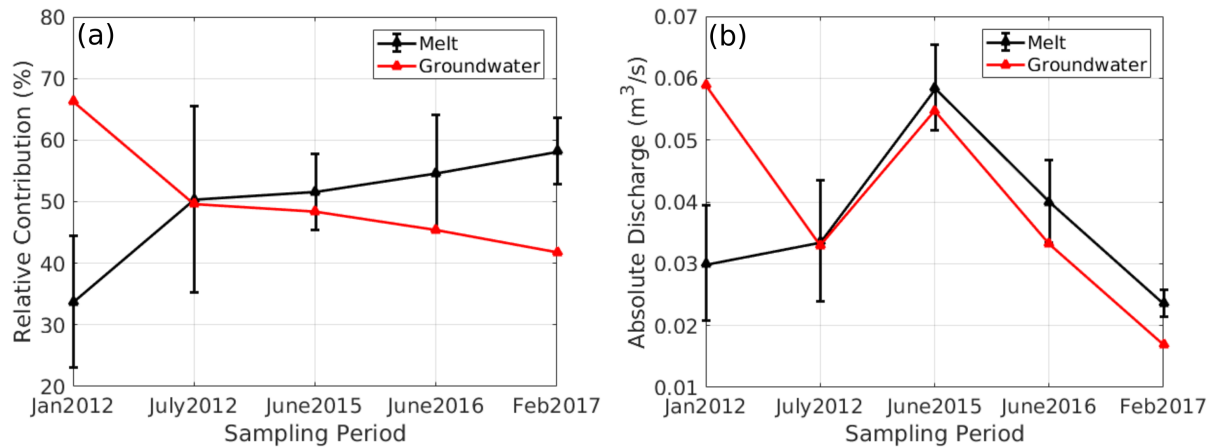 (a)
Melt
Groundwater
Relative Contribution (%)
80
70
60
50
40
30
20
Jan2012 July2012 June2015 June2016 Feb2017
Sampling Period
(b)
Melt
Groundwater
Absolute Discharge (m³/s)
0.07
0.06
0.05
0.04
0.03
0.02
0.01
Jan2012 July2012 June2015 June2016 Feb2017
Sampling Period